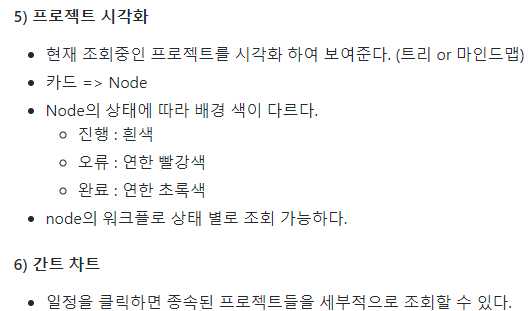 5) 프로젝트 시각화
• 현재 조회중인 프로젝트를 시각화 하여 보여준다. (트리 or 마인드맵)
• 카드 => Node
• Node의 상태에 따라 배경 색이 다르다.
◦ 진행 : 흰색
◦ 오류 : 연한 빨강색
◦ 완료 : 연한 초록색
• node의 워크플로 상태 별로 조회 가능하다.
6) 간트 차트
• 일정을 클릭하면 종속된 프로젝트들을 세부적으로 조회할 수 있다.